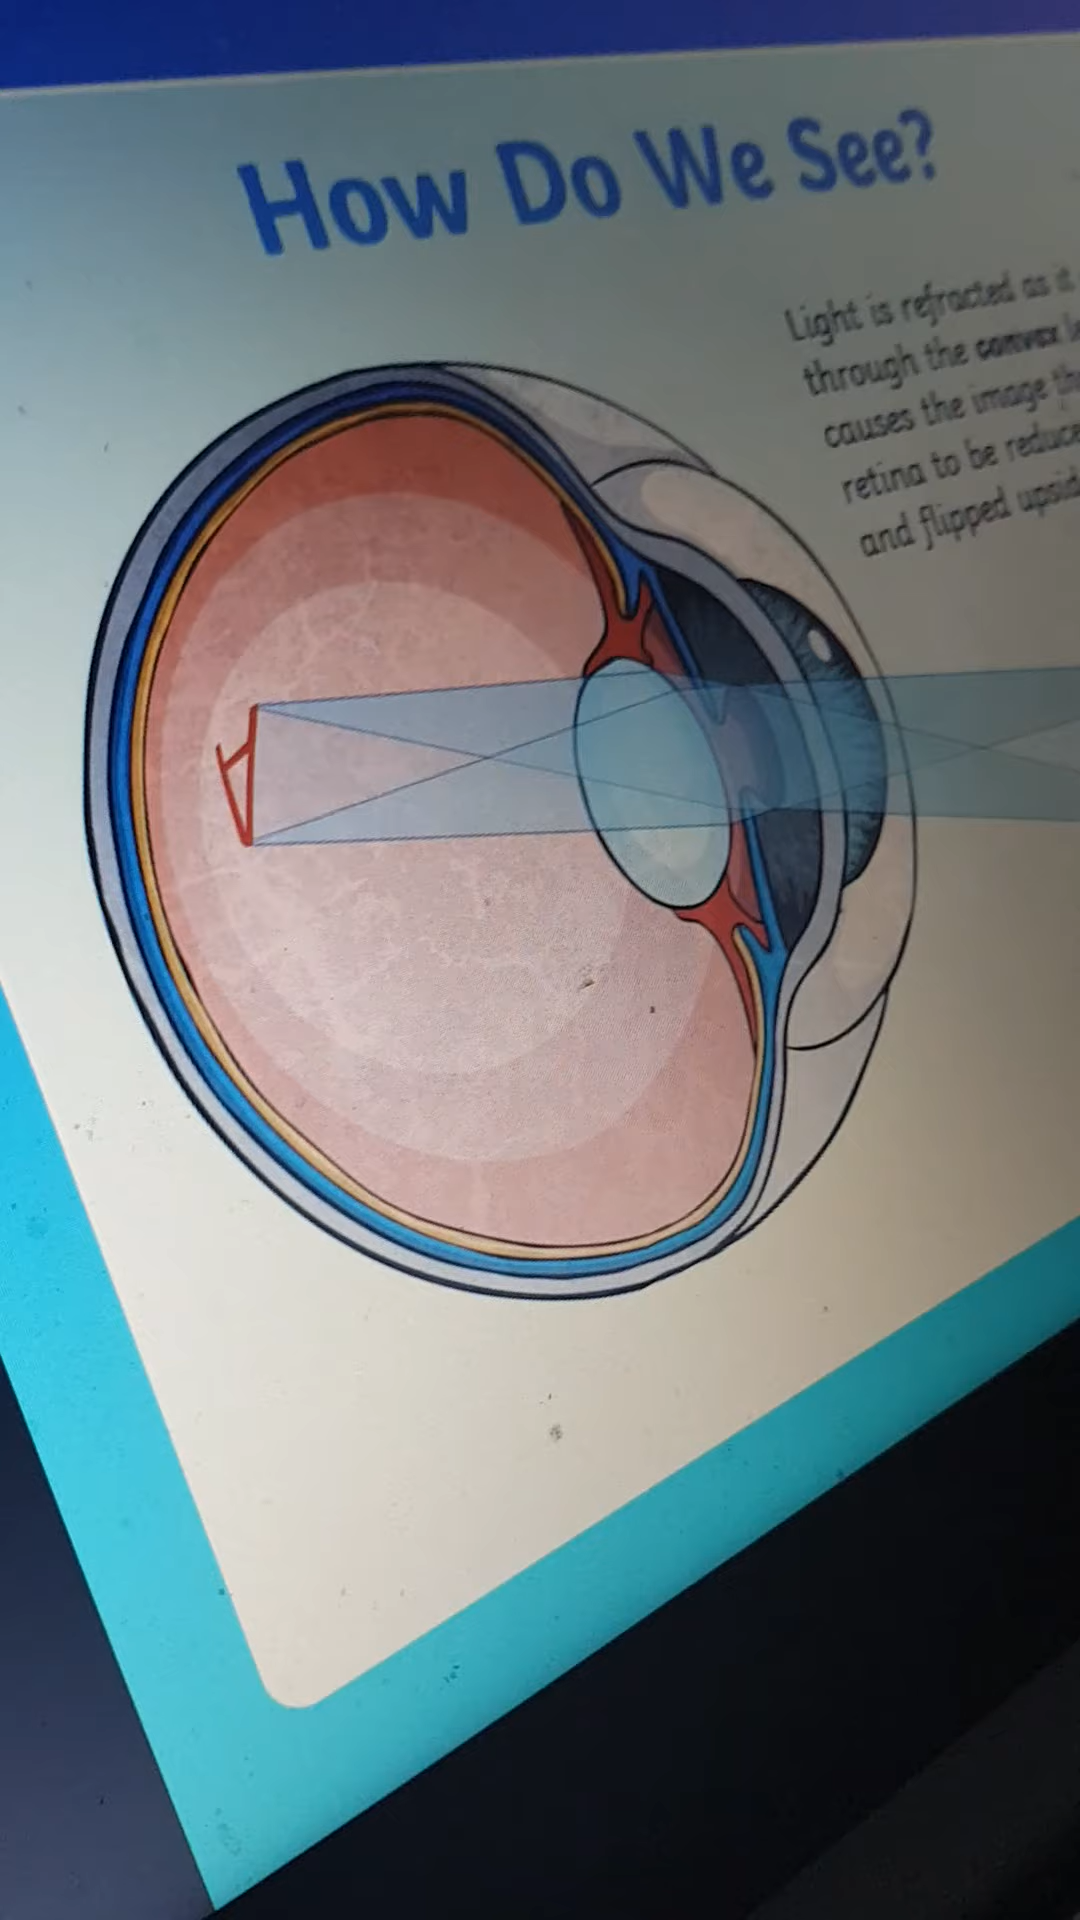 How Do We See?
Light is refracted as it
through the convex
causes the image
retina to be
and flipped